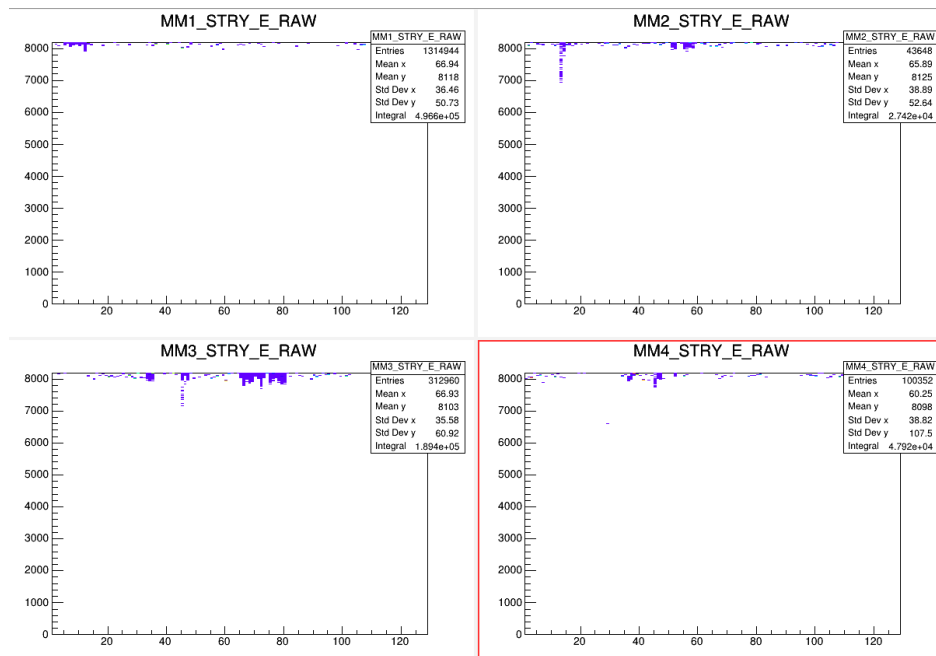 MM1_STRY_E_RAW
MM1_STRY_E_RAW
Entries 1314944
Mean x 66.94
Mean y 8118
Std Dev x 36.46
Std Dev y 50.73
Integral 4.966e+05
8000
7000
6000
5000
4000
3000
2000
1000
0
20 40 60 80 100 120
MM2_STRY_E_RAW
MM2_STRY_E_RAW
Entries 43648
Mean x 65.89
Mean y 8125
Std Dev x 38.89
Std Dev y 52.64
Integral 2.742e+04
8000
7000
6000
5000
4000
3000
2000
1000
0
20 40 60 80 100 120
MM3_STRY_E_RAW
MM3_STRY_E_RAW
Entries 312960
Mean x 66.93
Mean y 8103
Std Dev x 35.58
Std Dev y 60.92
Integral 1.894e+05
8000
7000
6000
5000
4000
3000
2000
1000
0
20 40 60 80 100 120
MM4_STRY_E_RAW
MM4_STRY_E_RAW
Entries 100352
Mean x 60.25
Mean y 8098
Std Dev x 38.82
Std Dev y 107.5
Integral 4.792e+04
8000
7000
6000
5000
4000
3000
2000
1000
0
20 40 60 80 100 120